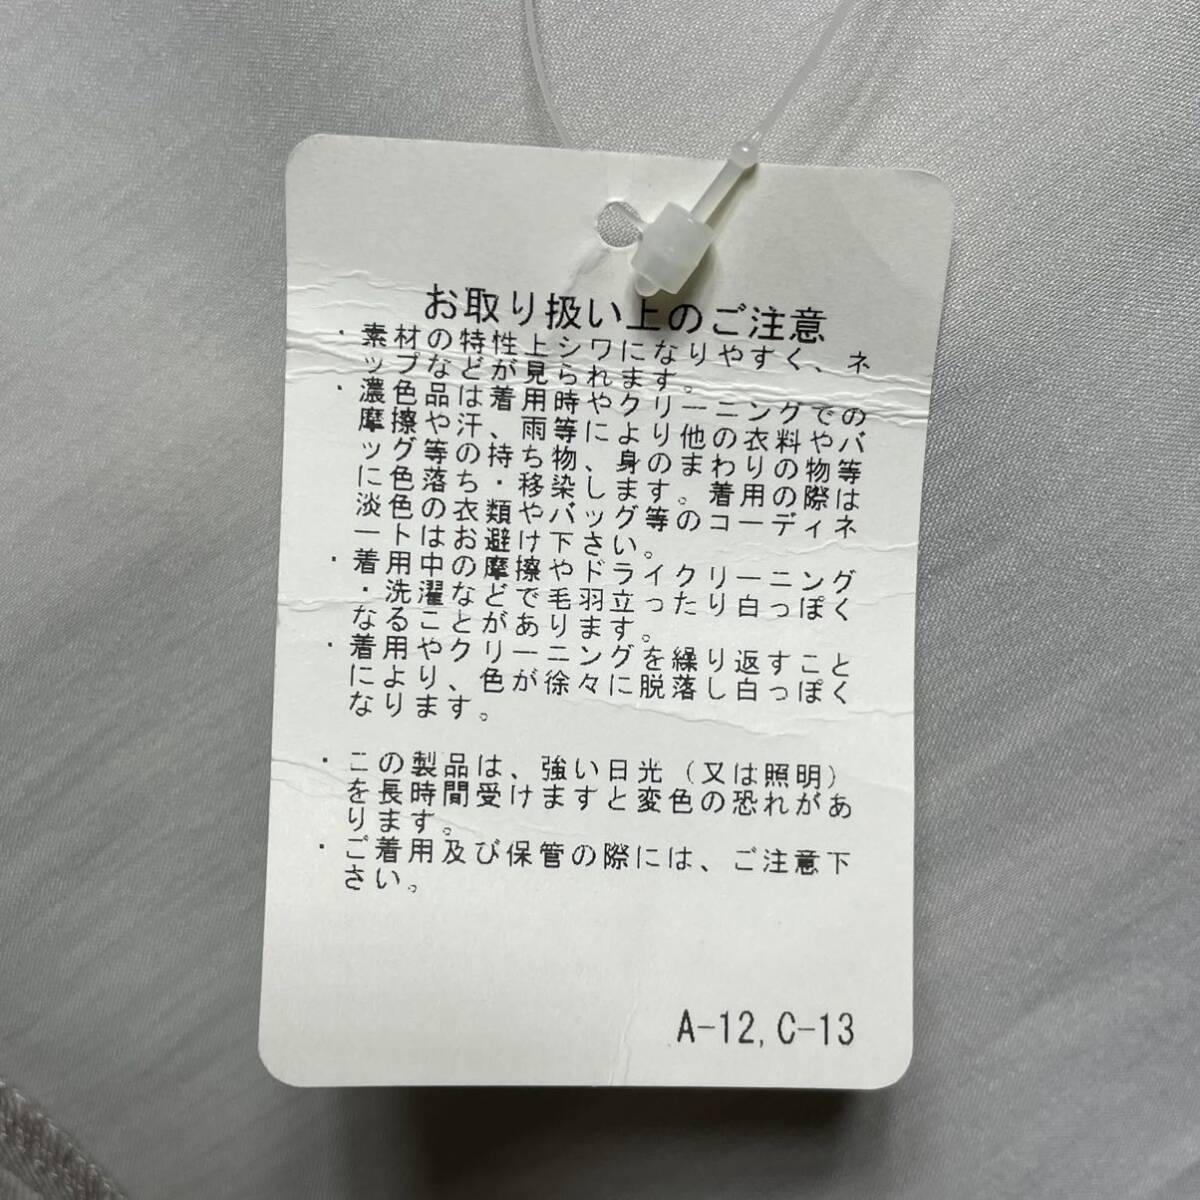 お取り扱い上のご注意
・素材の特性上シワになりやすく、ネ
ップなどが見られます。
・濃色品は着用時やクリーニングでの
摩擦や汗、雨等により他の衣料やバ
ッグ等の持ち物、身のまわりの物等
に色落ち・移染します。着用の際は
淡色の衣類やバッグ等のコーディネ
ートはお避け下さい。
・着用中の摩擦やドライクリーニング
・洗濯などで毛羽立ったり白っぽく
なることがあります。
・着用やクリーニングを繰り返すこと
により、色が徐々に脱落し白っぽく
なります。
・この製品は、強い日光(又は照明)
を長時間受けますと変色の恐れがあ
ります。
・ご着用及び保管の際には、ご注意下
さい。
A-12,C-13